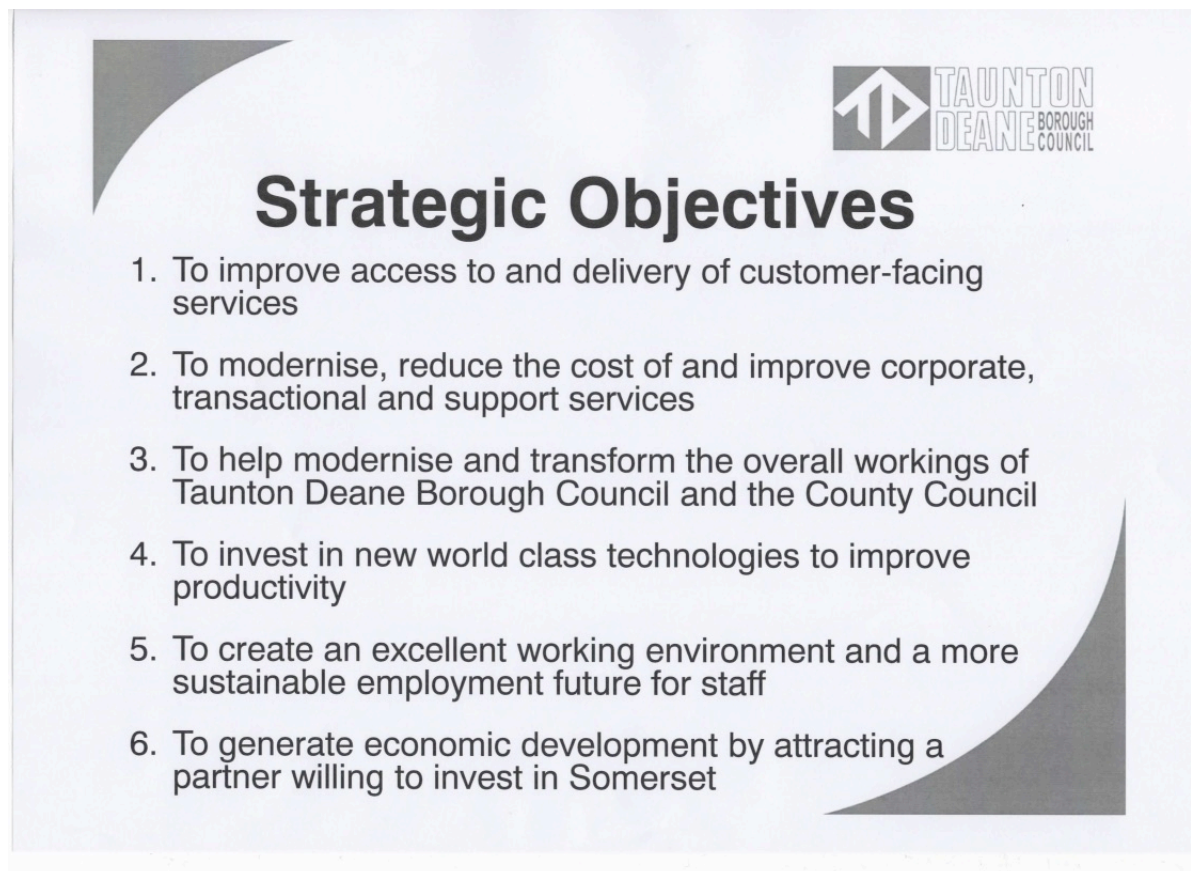 TAUNTON
DEANE BOROUGH
COUNCIL
Strategic Objectives
1. To improve access to and delivery of customer-facing
services
2. To modernise, reduce the cost of and improve corporate,
transactional and support services
3. To help modernise and transform the overall workings of
Taunton Deane Borough Council and the County Council
4. To invest in new world class technologies to improve
productivity
5. To create an excellent working environment and a more
sustainable employment future for staff
6. To generate economic development by attracting a
partner willing to invest in Somerset